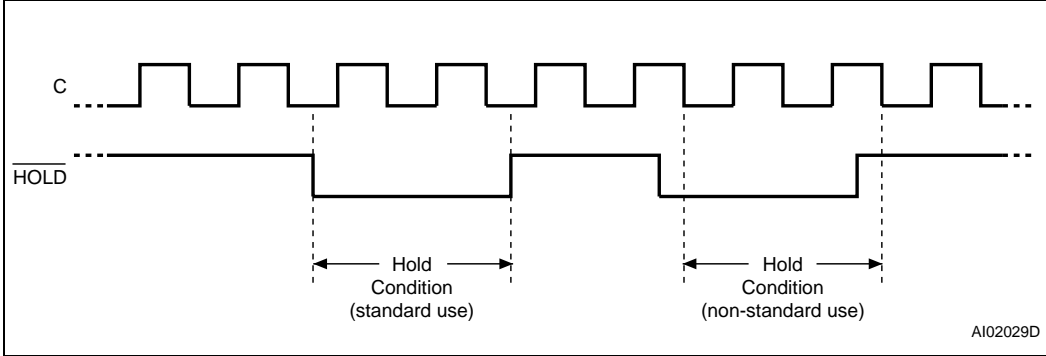 C
HOLD
Hold
Condition
(standard use)
Hold
Condition
(non-standard use)
AI02029D